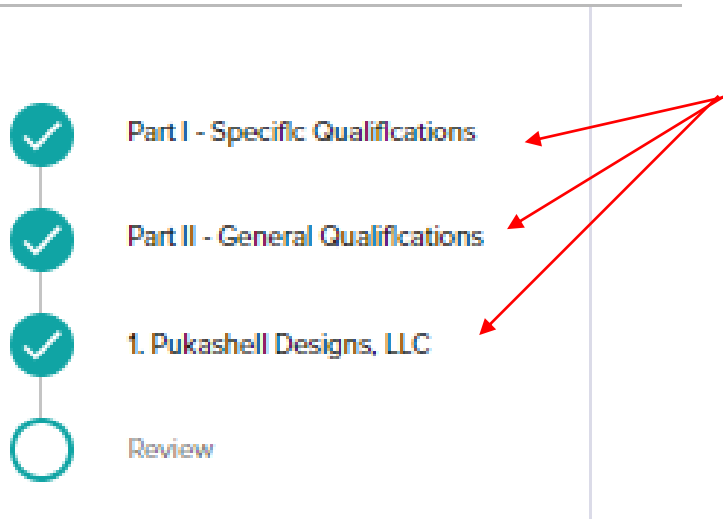 Part I - Specific Qualifications
Part II - General Qualifications
1. Pukashell Designs, LLC
Review